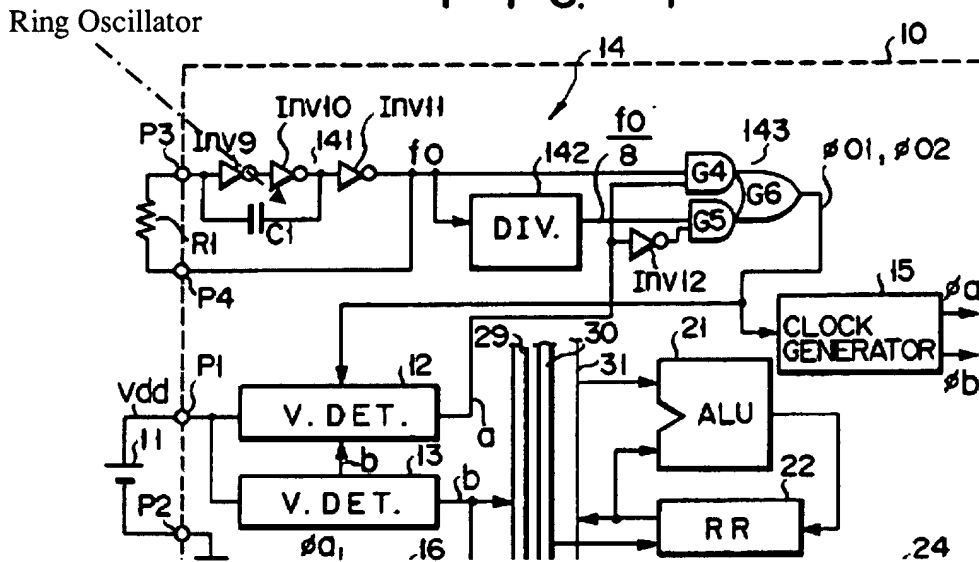 Ring Oscillator
10
14
Inv9
Inv10
141
Inv11
P3
f0
142
f0/8
143
ø01, ø02
G4
G6
G5
DIV.
C1
R1
Inv12
P4
15
øa
CLOCK
GENERATOR
øb
29
30
31
21
P1
12
vdd
V. DET.
ALU
11
a
b
13
b
22
V. DET.
RR
P2
øa1
16
24